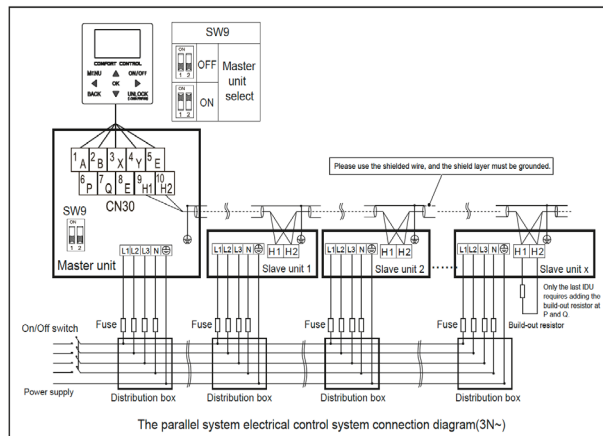 SW9
ON
1 2
OFF
Master unit select
ON
1 2
ON
COMFORT CONTROL
MENU
ON/OFF
OK
BACK
UNLOCK
Please use the shielded wire, and the shield layer must be grounded.
1 A
2 B
3 X
4 Y
5 E
6 P
7 Q
8 E
9 H1
10 H2
CN30
SW9
ON
1 2
Master unit
L1 L2 L3 N
L1 L2 L3 N
H1 H2
Slave unit 1
L1 L2 L3 N
H1 H2
Slave unit 2
L1 L2 L3 N
H1 H2
Slave unit x
Only the last IDU
requires adding the
build-out resistor at
P and Q.
Build-out resistor
Fuse
Fuse
Fuse
Fuse
On/Off switch
Power supply
Distribution box
Distribution box
Distribution box
Distribution box
The parallel system electrical control system connection diagram(3N~)